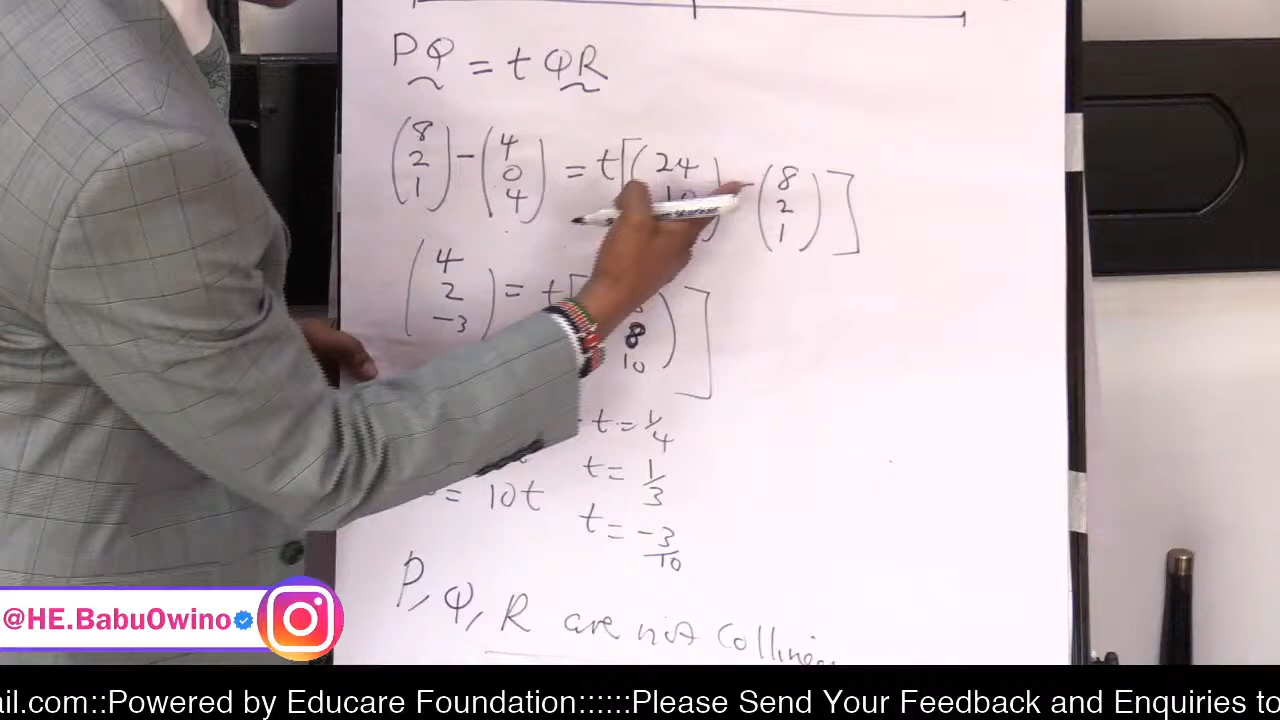 PQ = t QR
(8 2 1) - (4 0 4) = t[(24 10 ) - (8 2 1)]
(4 2 -3) = t[( 8 10)]
t = 1/4
t = 1/3
= 10t t = -3/10
P, Q, R are not Collinea
@HE.BabuOwino
ail.com::Powered by Educare Foundation::::::Please Send Your Feedback and Enquiries to